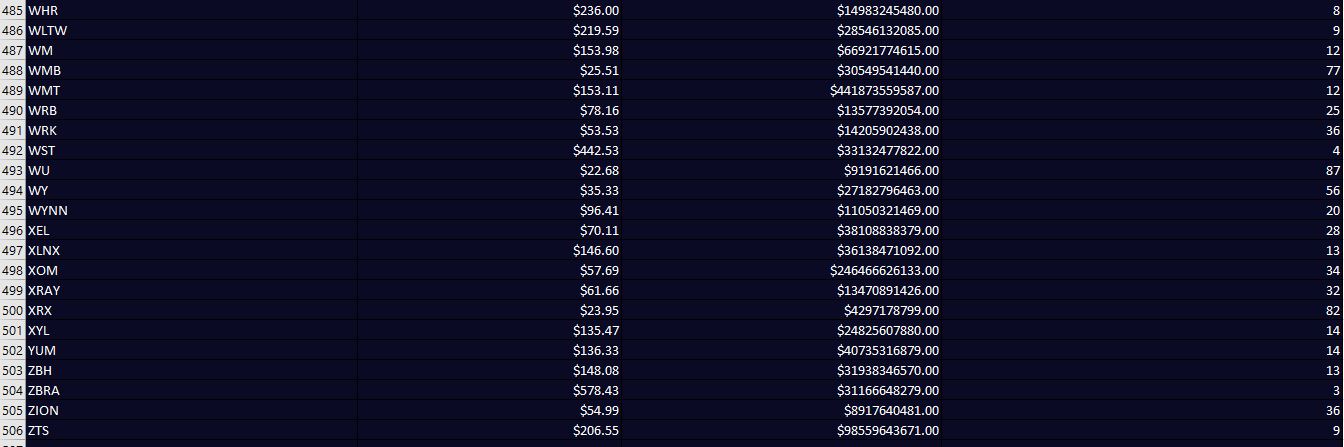 485 WHR $236.00 $14983245480.00 8
486 WLTW $219.59 $28546132085.00 9
487 WM $153.98 $66921774615.00 12
488 WMB $25.51 $30549541440.00 77
489 WMT $153.11 $441873559587.00 12
490 WRB $78.16 $13577392054.00 25
491 WRK $53.53 $14205902438.00 36
492 WST $442.53 $33132477822.00 4
493 WU $22.68 $9191621466.00 87
494 WY $35.33 $27182796463.00 56
495 WYNN $96.41 $11050321469.00 20
496 XEL $70.11 $38108838379.00 28
497 XLNX $146.60 $36138471092.00 13
498 XOM $57.69 $246466626133.00 34
499 XRAY $61.66 $13470891426.00 32
500 XRX $23.95 $4297178799.00 82
501 XYL $135.47 $24825607880.00 14
502 YUM $136.33 $40735316879.00 14
503 ZBH $148.08 $31938346570.00 13
504 ZBRA $578.43 $31166648279.00 3
505 ZION $54.99 $8917640481.00 36
506 ZTS $206.55 $98559643671.00 9